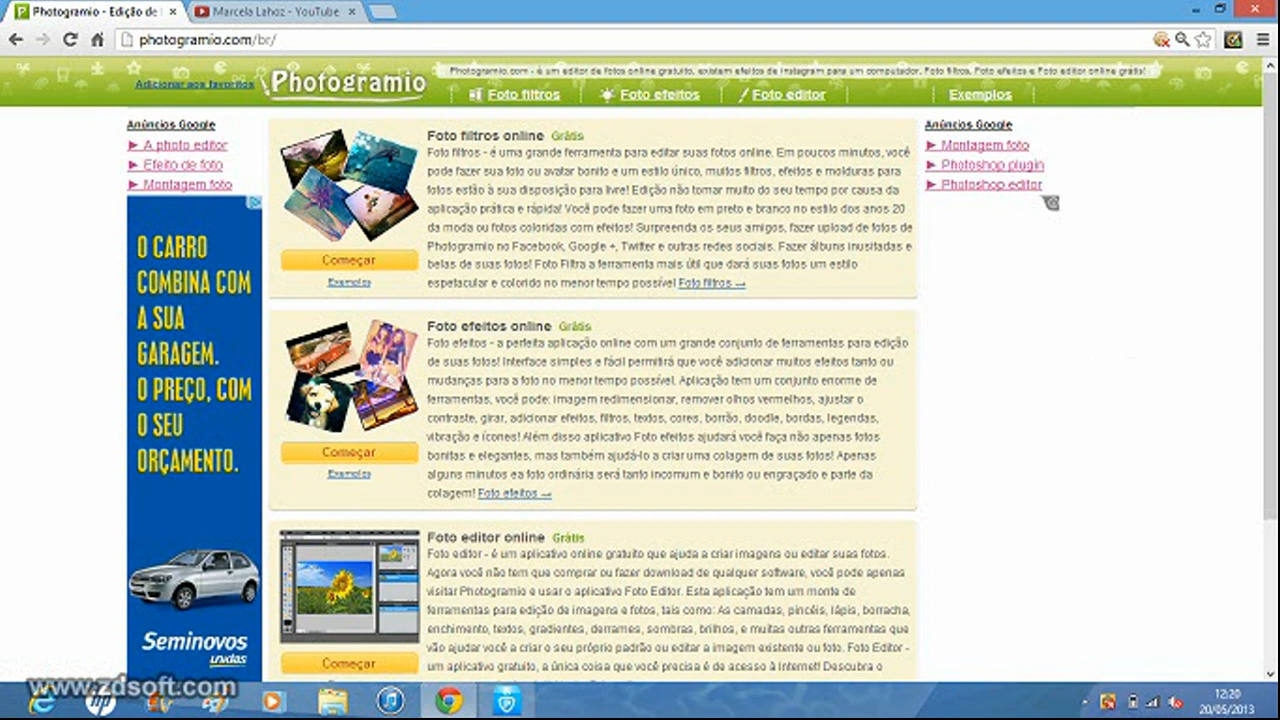 Photogramio - Edição de
Marcela Lahoz - YouTube
photogramio.com/br/
Adicionar aos favoritos
Photogramio
Photogramio.com - é um editor de fotos online gratuito, existem efeitos de Instagram para um computador, Foto filtros, Foto efeitos e Foto editor online grátis!
Foto filtros
Foto efeitos
Foto editor
Exemplos
Anúncios Google
► A photo editor
► Efeito de foto
► Montagem foto
O CARRO
COMBINA COM
A SUA
GARAGEM.
O PREÇO, COM
O SEU
ORÇAMENTO.
Seminovos
unidas
Começar
Exemplos
Foto filtros online Grátis
Foto filtros - é uma grande ferramenta para editar suas fotos online. Em poucos minutos, você
pode fazer sua foto ou avatar bonito e um estilo único, muitos filtros, efeitos e molduras para
fotos estão à sua disposição para livre! Edição não tomar muito do seu tempo por causa da
aplicação prática e rápida! Você pode fazer uma foto em preto e branco no estilo dos anos 20
da moda ou fotos coloridas com efeitos! Surpreenda os seus amigos, fazer upload de fotos de
Photogramio no Facebook, Google +, Twitter e outras redes sociais. Fazer álbuns inusitadas e
belas de suas fotos! Foto Filtra a ferramenta mais útil que dará suas fotos um estilo
espetacular e colorido no menor tempo possível Foto filtros →
Começar
Exemplos
Foto efeitos online Grátis
Foto efeitos - a perfeita aplicação online com um grande conjunto de ferramentas para edição
de suas fotos! Interface simples e fácil permitirá que você adicionar muitos efeitos tanto ou
mudanças para a foto no menor tempo possível. Aplicação tem um conjunto enorme de
ferramentas, você pode: imagem redimensionar, remover olhos vermelhos, ajustar o
contraste, girar, adicionar efeitos, filtros, textos, cores, borrão, doodle, bordas, legendas,
vibração e ícones! Além disso aplicativo Foto efeitos ajudará você faça não apenas fotos
bonitas e elegantes, mas também ajudá-lo a criar uma colagem de suas fotos! Apenas
alguns minutos ea foto ordinária será tanto incomum e bonito ou engraçado e parte da
colagem! Foto efeitos →
Começar
Foto editor online Grátis
Foto editor - é um aplicativo online gratuito que ajuda a criar imagens ou editar suas fotos.
Agora você não tem que comprar ou fazer download de qualquer software, você pode apenas
visitar Photogramio e usar o aplicativo Foto Editor. Esta aplicação tem um monte de
ferramentas para edição de imagens e fotos, tais como: As camadas, pincéis, lápis, borracha,
enchimento, textos, gradientes, derrames, sombras, brilhos, e muitas outras ferramentas que
vão ajudar você a criar o seu próprio padrão ou editar a imagem existente ou foto. Foto Editor -
um aplicativo gratuito, a única coisa que você precisa é de acesso à Internet! Descubra o
Anúncios Google
► Montagem foto
► Photoshop plugin
► Photoshop editor
www.zdsoft.com
hp
12:20
20/05/2013